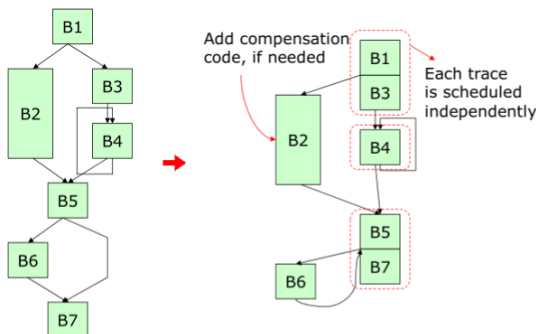 B1
B2
B3
B4
B5
B6
B7
Add compensation
code, if needed
B1
B3
Each trace
is scheduled
independently
B2
B4
B5
B7
B6